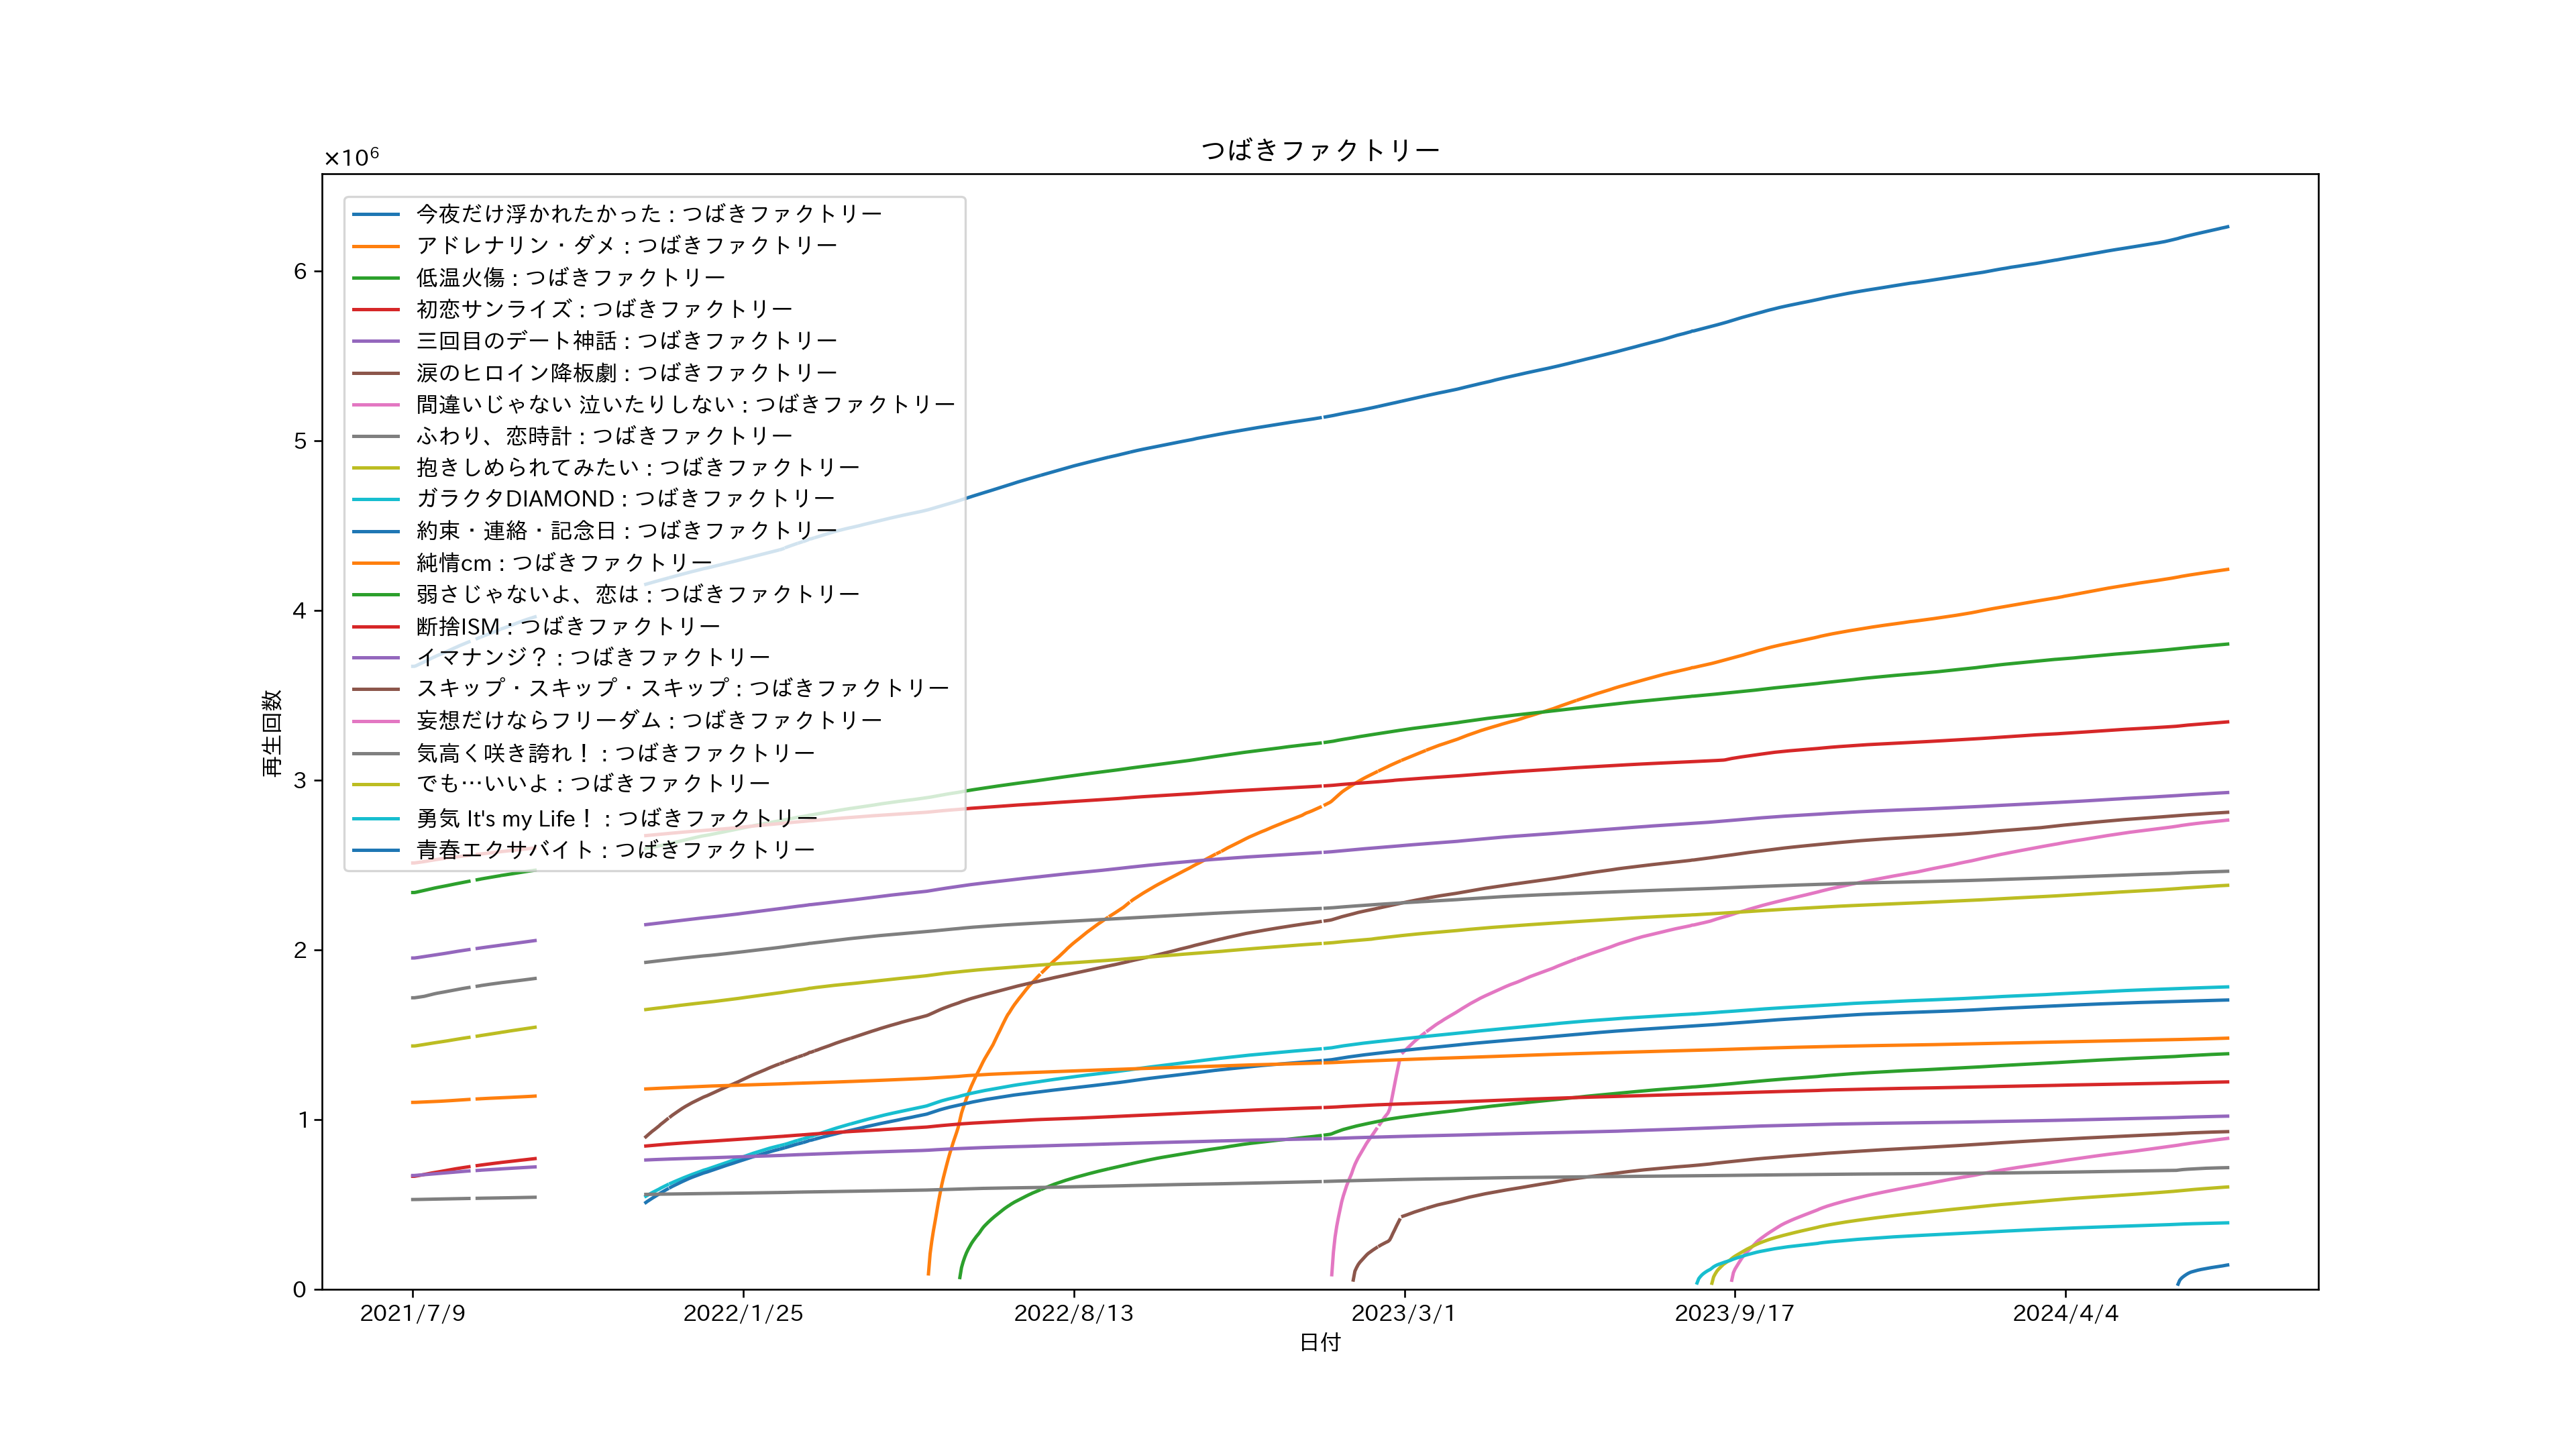 つばきファクトリー
×10⁶
6
5
4
3
2
1
0
再生回数
今夜だけ浮かれたかった : つばきファクトリー
アドレナリン・ダメ : つばきファクトリー
低温火傷 : つばきファクトリー
初恋サンライズ : つばきファクトリー
三回目のデート神話 : つばきファクトリー
涙のヒロイン降板劇 : つばきファクトリー
間違いじゃない 泣いたりしない : つばきファクトリー
ふわり、恋時計 : つばきファクトリー
抱きしめられてみたい : つばきファクトリー
ガラクタDIAMOND : つばきファクトリー
約束・連絡・記念日 : つばきファクトリー
純情cm : つばきファクトリー
弱さじゃないよ、恋は : つばきファクトリー
断捨ISM : つばきファクトリー
イマナンジ？ : つばきファクトリー
スキップ・スキップ・スキップ : つばきファクトリー
妄想だけならフリーダム : つばきファクトリー
気高く咲き誇れ！ : つばきファクトリー
でも…いいよ : つばきファクトリー
勇気 It's my Life！ : つばきファクトリー
青春エクサバイト : つばきファクトリー
2021/7/9 2022/1/25 2022/8/13 2023/3/1 2023/9/17 2024/4/4
日付